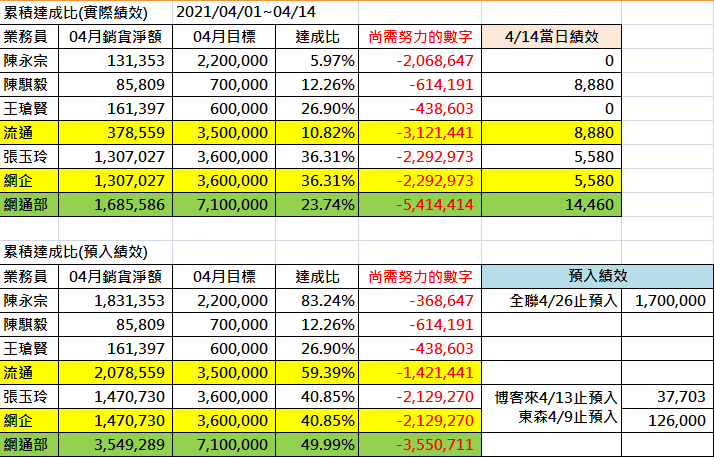 累積達成比(實際績效) 2021/04/01~04/14
業務員 04月銷貨淨額 04月目標 達成比 尚需努力的數字 4/14當日績效
陳永宗 131,353 2,200,000 5.97% -2,068,647 0
陳騏毅 85,809 700,000 12.26% -614,191 8,880
王瑲賢 161,397 600,000 26.90% -438,603 0
流通 378,559 3,500,000 10.82% -3,121,441 8,880
張玉玲 1,307,027 3,600,000 36.31% -2,292,973 5,580
網企 1,307,027 3,600,000 36.31% -2,292,973 5,580
網通部 1,685,586 7,100,000 23.74% -5,414,414 14,460
累積達成比(預入績效)
業務員 04月銷貨淨額 04月目標 達成比 尚需努力的數字 預入績效
陳永宗 1,831,353 2,200,000 83.24% -368,647 全聯4/26止預入 1,700,000
陳騏毅 85,809 700,000 12.26% -614,191
王瑲賢 161,397 600,000 26.90% -438,603
流通 2,078,559 3,500,000 59.39% -1,421,441
張玉玲 1,470,730 3,600,000 40.85% -2,129,270 博客來4/13止預入 37,703
網企 1,470,730 3,600,000 40.85% -2,129,270 東森4/9止預入 126,000
網通部 3,549,289 7,100,000 49.99% -3,550,711